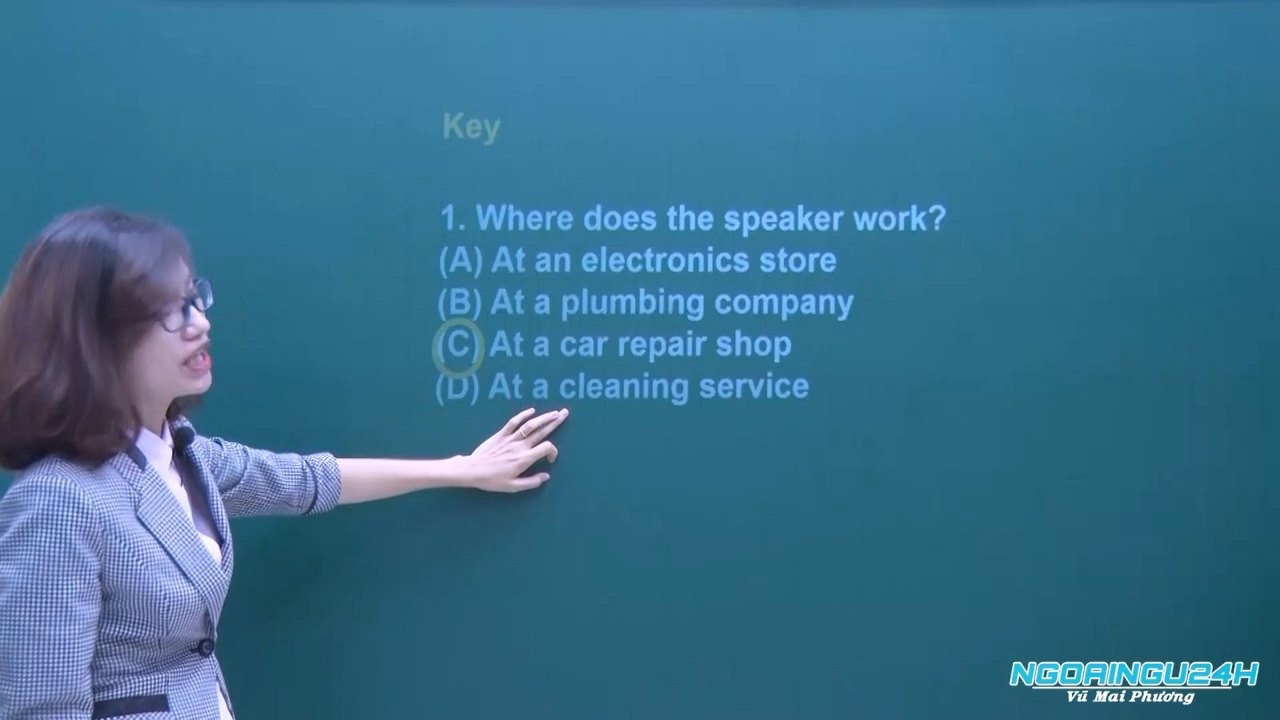 Key
1. Where does the speaker work?
(A) At an electronics store
(B) At a plumbing company
(C) At a car repair shop
(D) At a cleaning service
NGOAINGU24H
Vũ Mai Phương